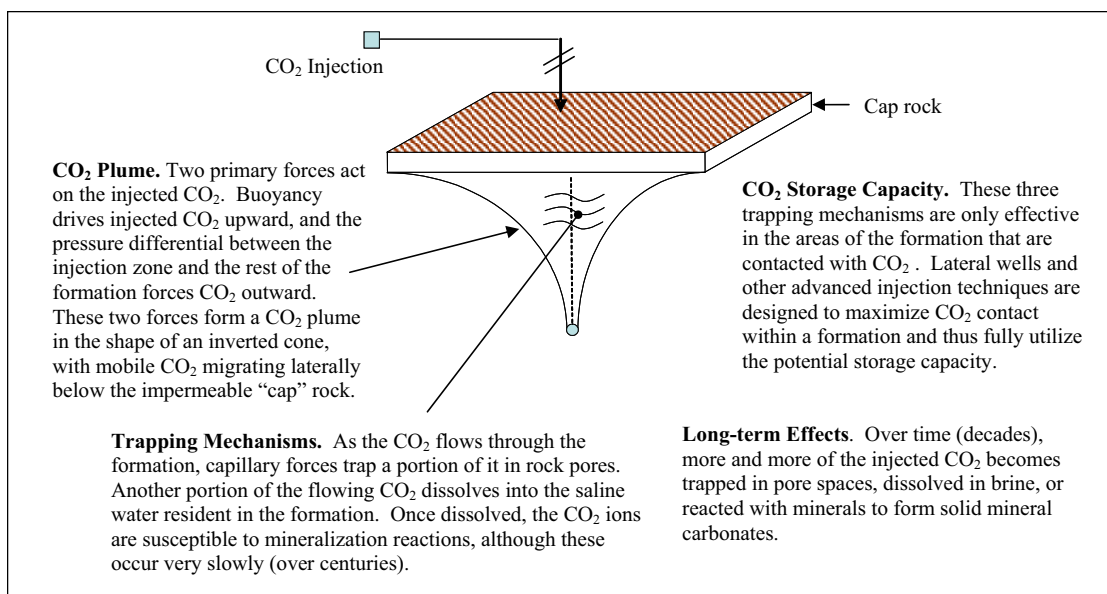 CO₂ Injection
Cap rock
CO₂ Plume. Two primary forces act
on the injected CO₂. Buoyancy
drives injected CO₂ upward, and the
pressure differential between the
injection zone and the rest of the
formation forces CO₂ outward.
These two forces form a CO₂ plume
in the shape of an inverted cone,
with mobile CO₂ migrating laterally
below the impermeable “cap” rock.
CO₂ Storage Capacity. These three
trapping mechanisms are only effective
in the areas of the formation that are
contacted with CO₂ . Lateral wells and
other advanced injection techniques are
designed to maximize CO₂ contact
within a formation and thus fully utilize
the potential storage capacity.
Trapping Mechanisms. As the CO₂ flows through the
formation, capillary forces trap a portion of it in rock pores.
Another portion of the flowing CO₂ dissolves into the saline
water resident in the formation. Once dissolved, the CO₂ ions
are susceptible to mineralization reactions, although these
occur very slowly (over centuries).
Long-term Effects. Over time (decades),
more and more of the injected CO₂ becomes
trapped in pore spaces, dissolved in brine, or
reacted with minerals to form solid mineral
carbonates.